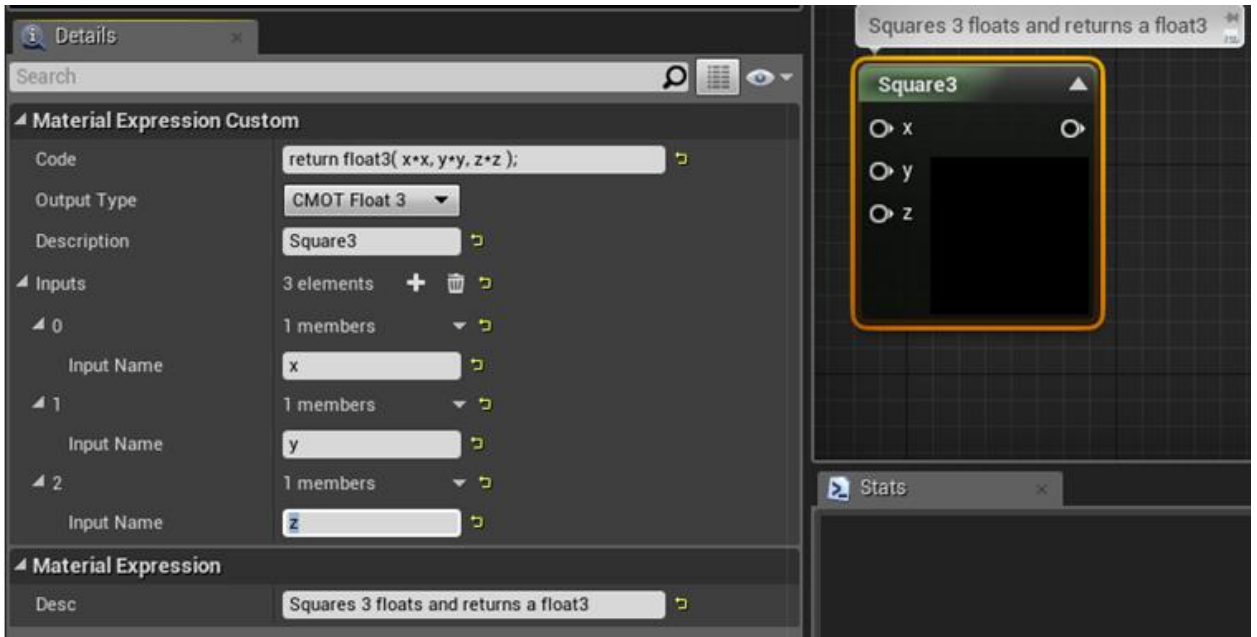 Details
Search
Material Expression Custom
Code
return float3( x*x, y*y, z*z );
Output Type
CMOT Float 3
Description
Square3
Inputs
3 elements
0
1 members
Input Name
x
1
1 members
Input Name
y
2
1 members
Input Name
z
Material Expression
Desc
Squares 3 floats and returns a float3
Squares 3 floats and returns a float3
Square3
x
y
z
Stats